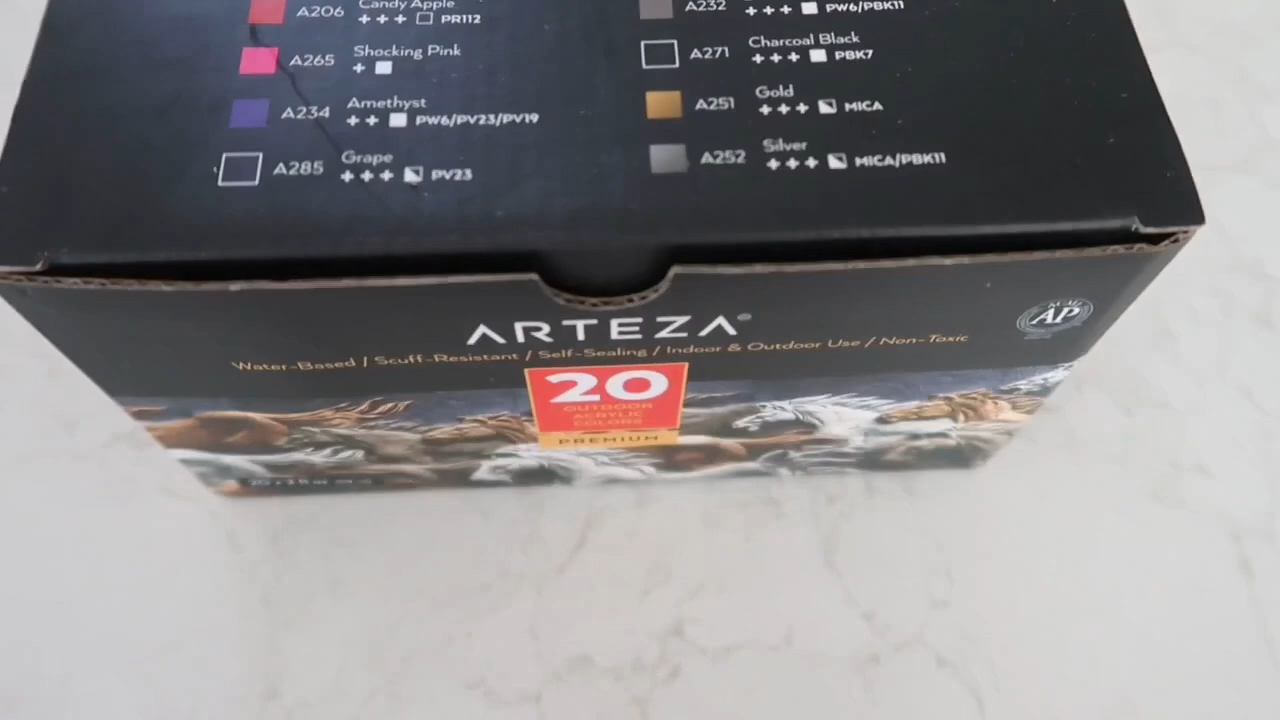 A206 Candy Apple
+++ PR112
A265 Shocking Pink
+
A234 Amethyst
++ PW6/PV23/PV19
A285 Grape
+++ PV23
A232
+++ PW6/PBK11
A271 Charcoal Black
+++ PBK7
A251 Gold
+++ MICA
A252 Silver
+++ MICA/PBK11
ARTEZA®
Water-Based / Scuff-Resistant / Self-Sealing / Indoor & Outdoor Use / Non-Toxic
ACMI
AP
20
OUTDOOR
ACRYLIC
COLORS
PREMIUM